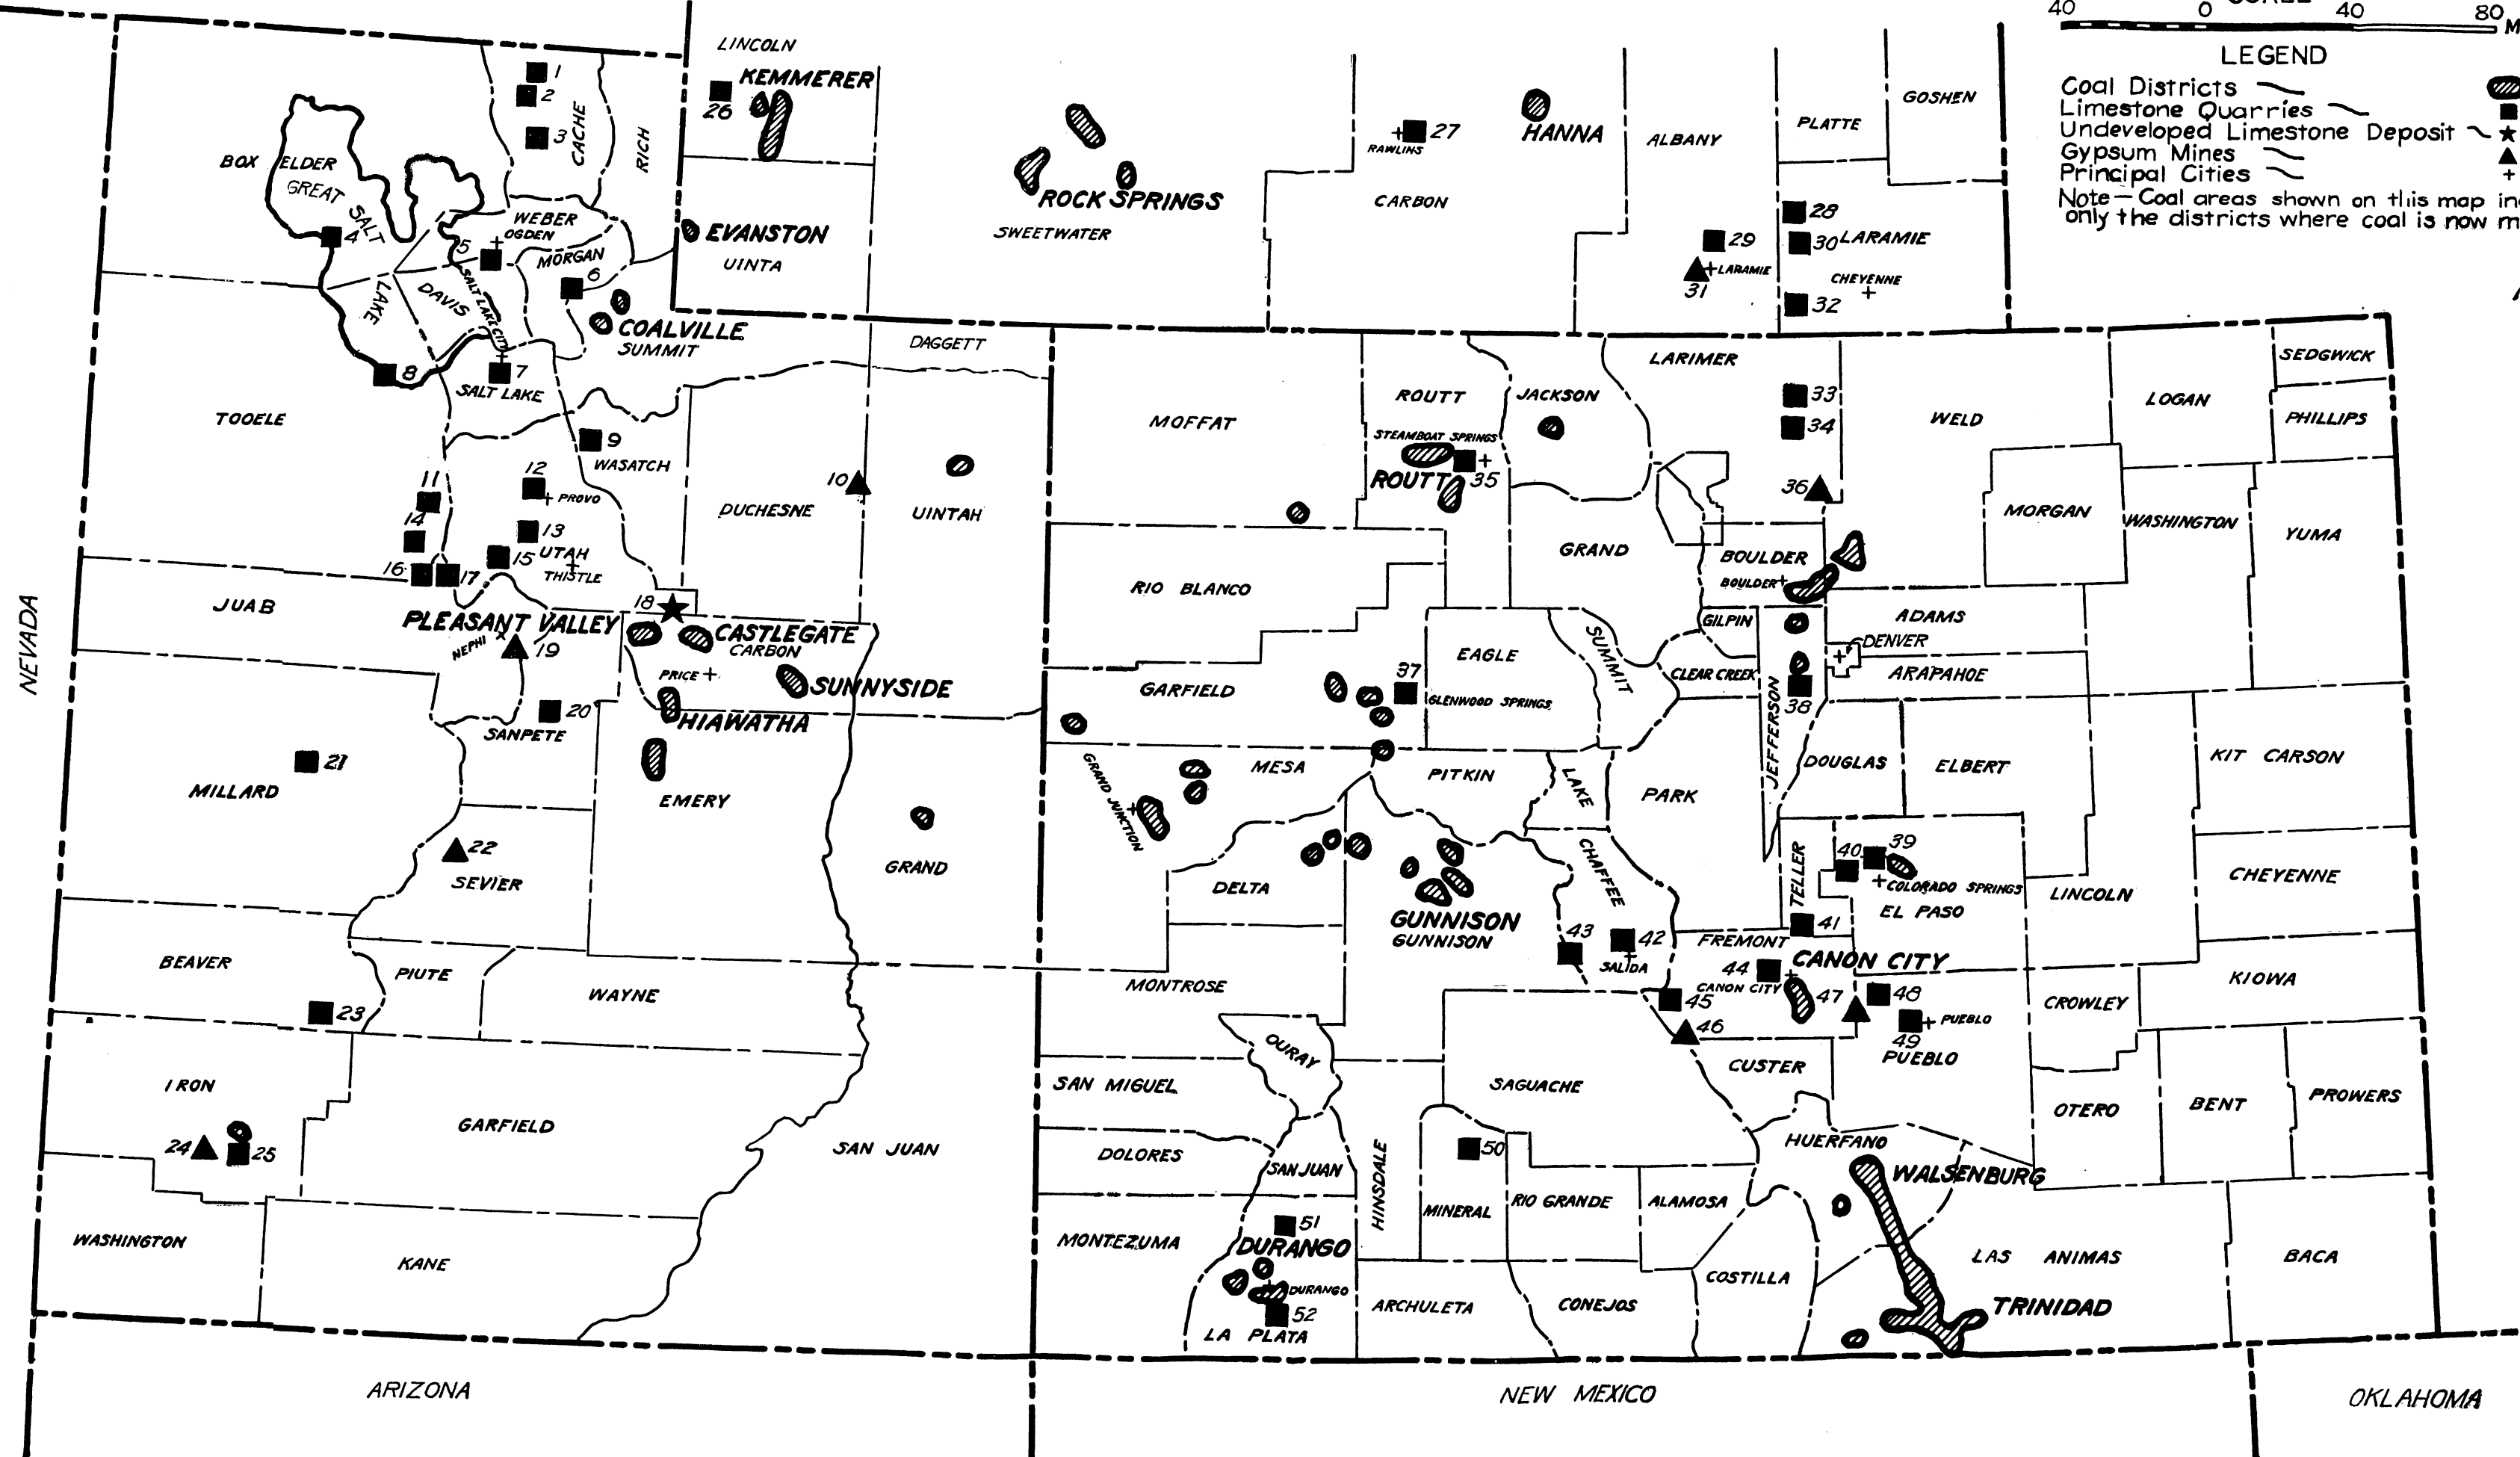 SCALE
40 0 40 80
M
LEGEND
Coal Districts
Limestone Quarries
Undeveloped Limestone Deposit
Gypsum Mines
Principal Cities
Note — Coal areas shown on this map in
only the districts where coal is now m
LINCOLN
KEMMERER
26
1
2
3
CACHE
RICH
BOX ELDER
GREAT
SALT
LAKE
4
WEBER
OGDEN
5
MORGAN
6
DAVIS
SALT LAKE CITY
EVANSTON
UINTA
ROCK SPRINGS
SWEETWATER
RAWLINS
27
CARBON
HANNA
ALBANY
PLATTE
GOSHEN
28
29
30
LARAMIE
LARAMIE
31
CHEYENNE
32
COALVILLE
SUMMIT
DAGGETT
7
8
SALT LAKE
TOOELE
9
WASATCH
10
11
12
PROVO
13
14
15
UTAH
THISTLE
16
17
DUCHESNE
UINTAH
18
PLEASANT VALLEY
CASTLEGATE
CARBON
NEPHI
19
JUAB
NEVADA
PRICE
SUNNYSIDE
HIAWATHA
20
SANPETE
21
MILLARD
EMERY
22
SEVIER
GRAND
BEAVER
PIUTE
WAYNE
23
IRON
GARFIELD
24
25
SAN JUAN
WASHINGTON
KANE
ARIZONA
MOFFAT
ROUTT
STEAMBOAT SPRINGS
ROUTT
35
JACKSON
LARIMER
33
34
36
WELD
LOGAN
SEDGWICK
PHILLIPS
MORGAN
WASHINGTON
YUMA
RIO BLANCO
GRAND
BOULDER
BOULDER
GILPIN
ADAMS
DENVER
CLEAR CREEK
ARAPAHOE
GARFIELD
37
GLENWOOD SPRINGS
EAGLE
SUMMIT
JEFFERSON
38
MESA
GRAND JUNCTION
PITKIN
LAKE
PARK
DOUGLAS
ELBERT
KIT CARSON
DELTA
GUNNISON
GUNNISON
CHAFFEE
TELLER
40
39
COLORADO SPRINGS
EL PASO
LINCOLN
CHEYENNE
41
43
42
SALIDA
FREMONT
CANON CITY
44
CANON CITY
45
46
47
48
49
PUEBLO
PUEBLO
CROWLEY
KIOWA
MONTROSE
OURAY
SAN MIGUEL
SAGUACHE
CUSTER
OTERO
BENT
PROWERS
DOLORES
SAN JUAN
HINSDALE
50
MINERAL
RIO GRANDE
ALAMOSA
HUERFANO
WALSENBURG
MONTEZUMA
51
DURANGO
DURANGO
52
LA PLATA
ARCHULETA
CONEJOS
COSTILLA
LAS ANIMAS
TRINIDAD
BACA
NEW MEXICO
OKLAHOMA